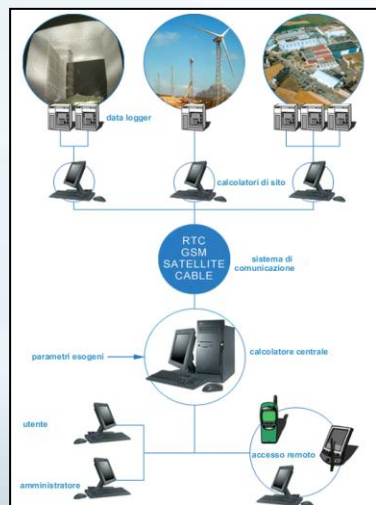 data logger
calcolatori di sito
RTC
GSM
SATELLITE
CABLE
sistema di
comunicazione
parametri esogeni
calcolatore centrale
utente
accesso remoto
amministratore